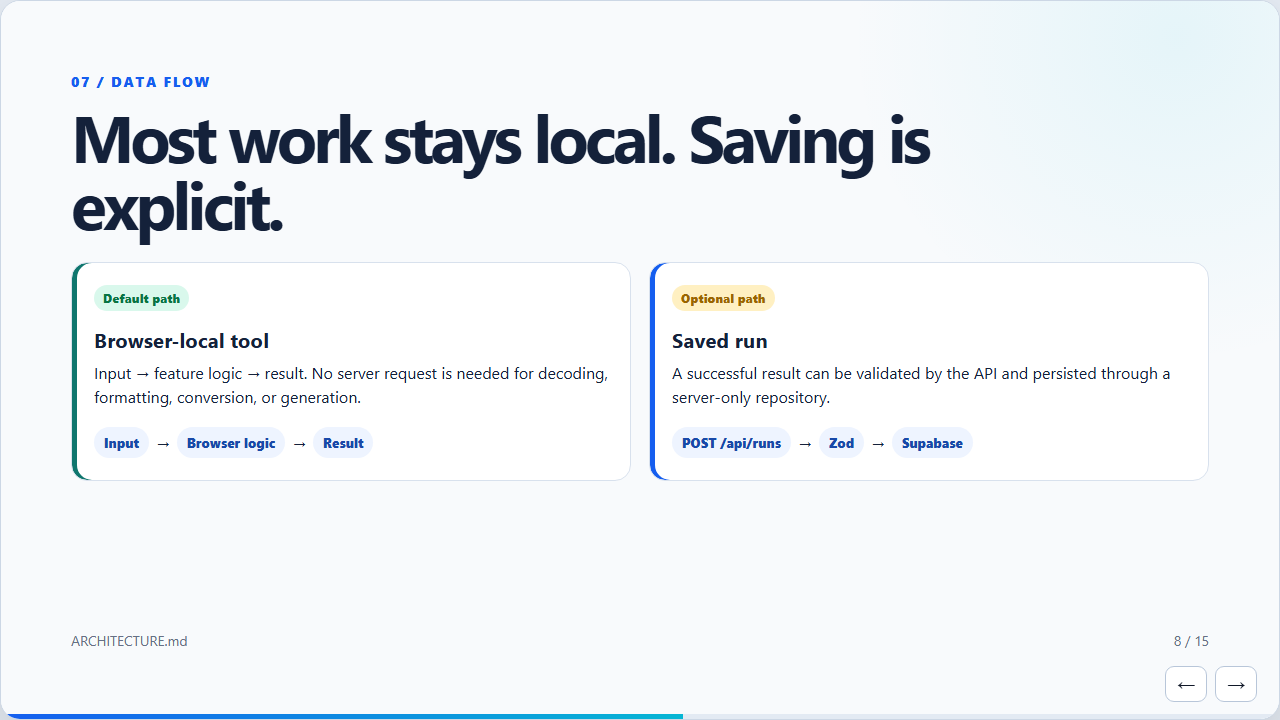 07 / DATA FLOW
Most work stays local. Saving is
explicit.
Default path
Browser-local tool
Input → feature logic → result. No server request is needed for decoding,
formatting, conversion, or generation.
Input → Browser logic → Result
Optional path
Saved run
A successful result can be validated by the API and persisted through a
server-only repository.
POST /api/runs → Zod → Supabase
ARCHITECTURE.md
8 / 15
← →